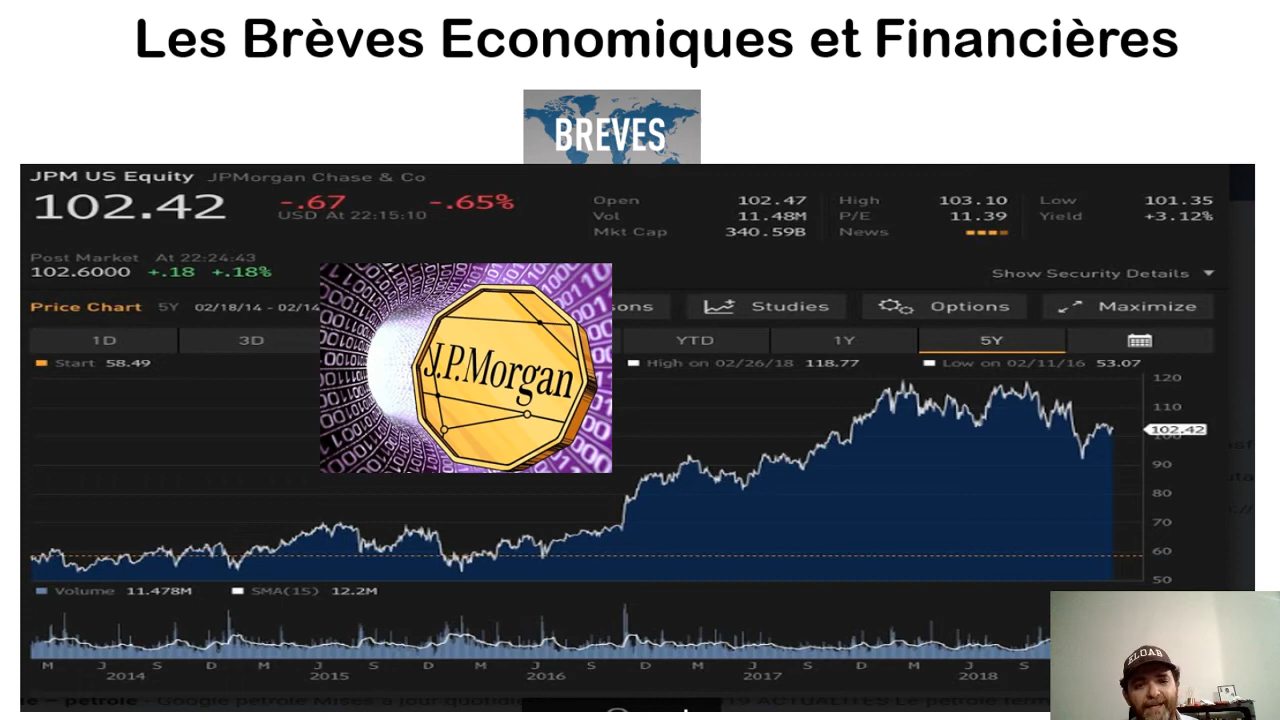 Les Brèves Economiques et Financières
BREVES
JPM US Equity JPMorgan Chase & Co
102.42 -.67 -.65%
USD At 22:15:10
Open 102.47 High 103.10 Low 101.35
Vol 11.48M P/E 11.39 Yield +3.12%
Mkt Cap 340.59B News
Post Market At 22:24:43
102.6000 +.18 +.18%
Show Security Details
Price Chart 5Y 02/18/14 - 02/14
Studies Options Maximize
1D 3D YTD 1Y 5Y
Start 58.49 High on 02/26/18 118.77 Low on 02/11/16 53.07
J.P.Morgan
120
110
102.42
100
90
80
70
60
50
Volume 11.478M SMA(15) 12.2M
M J S D M J S D M J S D M J S D M J S
2014 2015 2016 2017 2018
pétrole Google pétrole Mises à jour
ELOAB